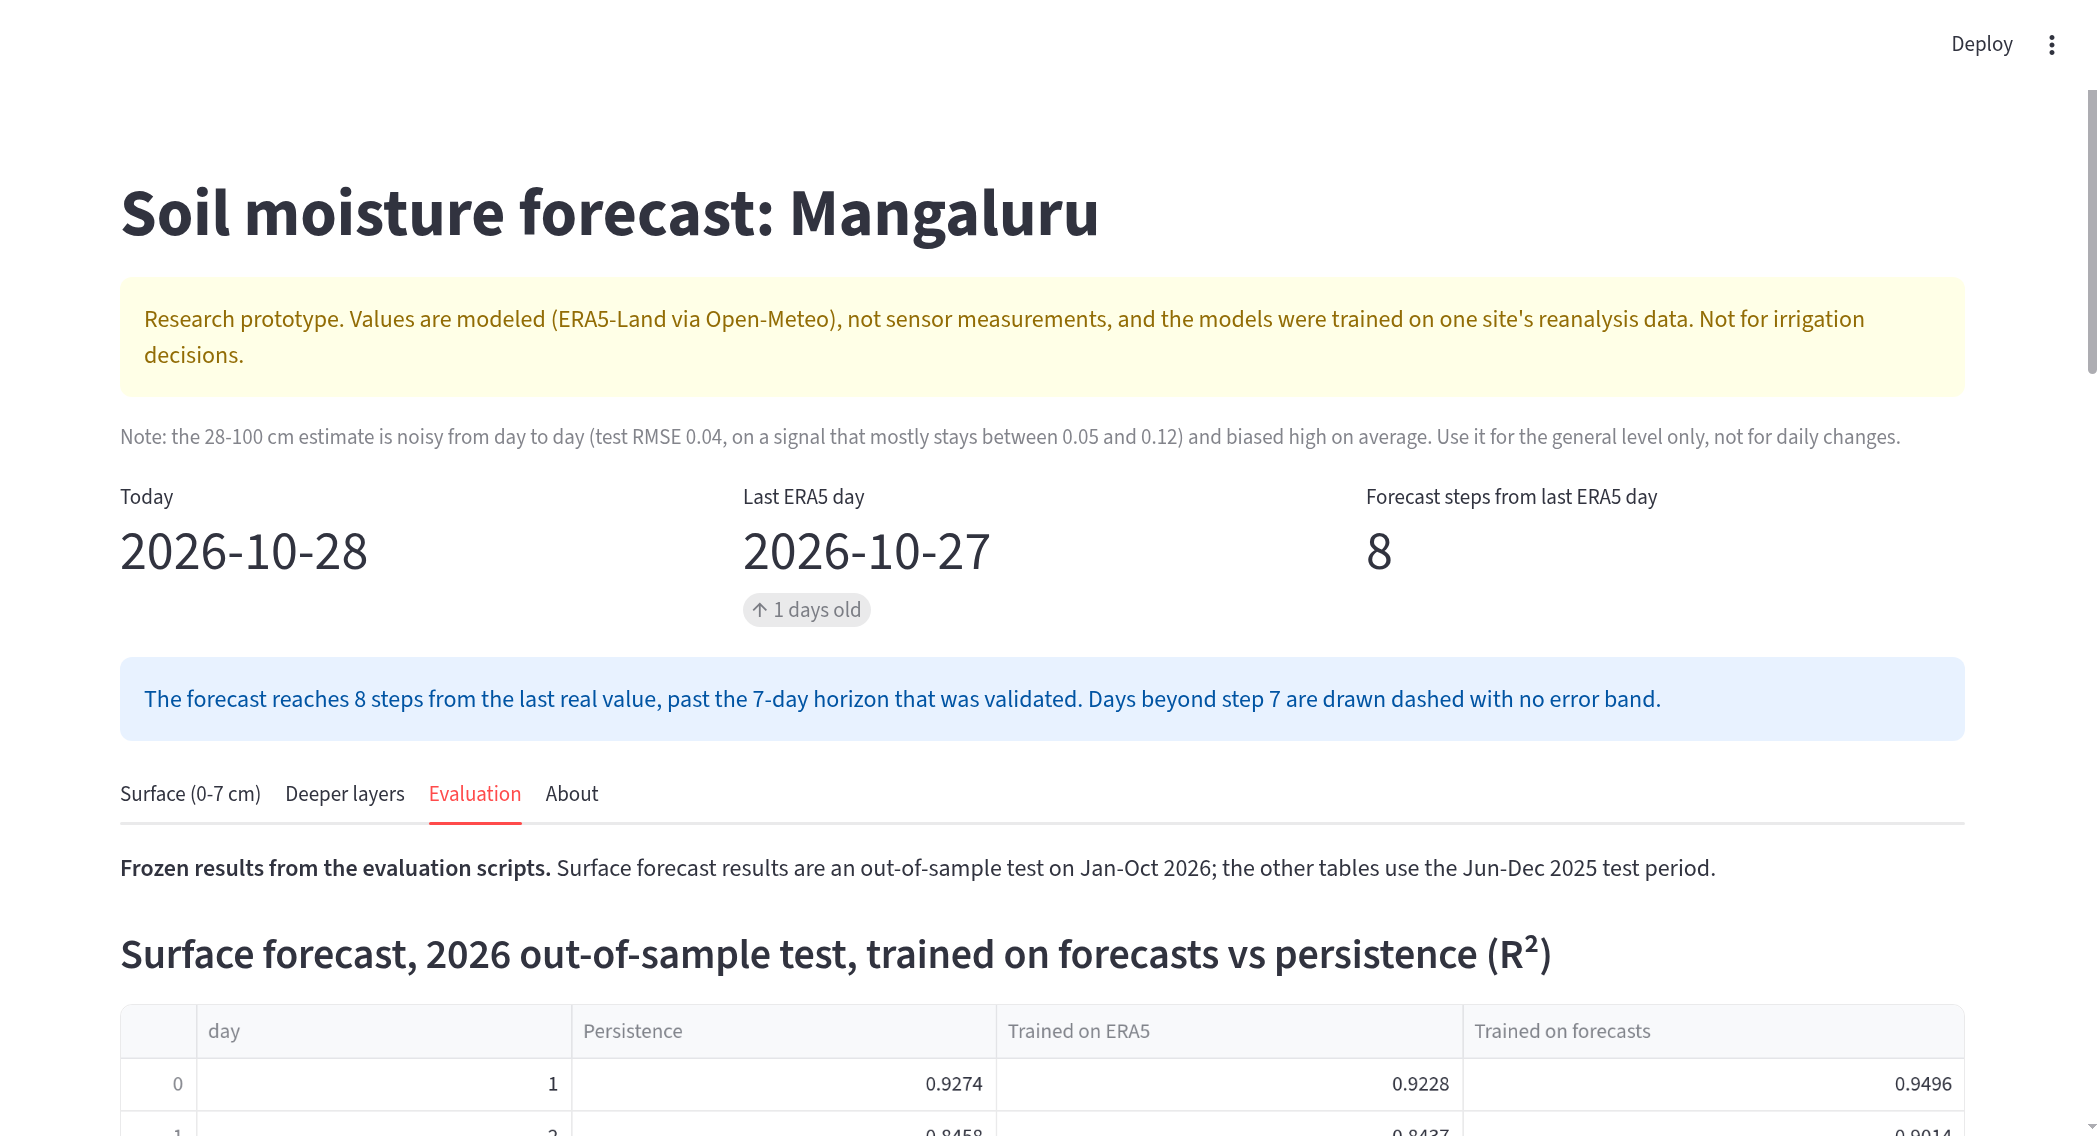 Deploy
Soil moisture forecast: Mangaluru
Research prototype. Values are modeled (ERA5-Land via Open-Meteo), not sensor measurements, and the models were trained on one site's reanalysis data. Not for irrigation
decisions.
Note: the 28-100 cm estimate is noisy from day to day (test RMSE 0.04, on a signal that mostly stays between 0.05 and 0.12) and biased high on average. Use it for the general level only, not for daily changes.
Today
2026-10-28
Last ERA5 day
2026-10-27
↑ 1 days old
Forecast steps from last ERA5 day
8
The forecast reaches 8 steps from the last real value, past the 7-day horizon that was validated. Days beyond step 7 are drawn dashed with no error band.
Surface (0-7 cm) Deeper layers Evaluation About
Frozen results from the evaluation scripts. Surface forecast results are an out-of-sample test on Jan-Oct 2026; the other tables use the Jun-Dec 2025 test period.
Surface forecast, 2026 out-of-sample test, trained on forecasts vs persistence (R²)
day Persistence Trained on ERA5 Trained on forecasts
0 1 0.9274 0.9228 0.9496
1 2 0.8458 0.8437 0.9014